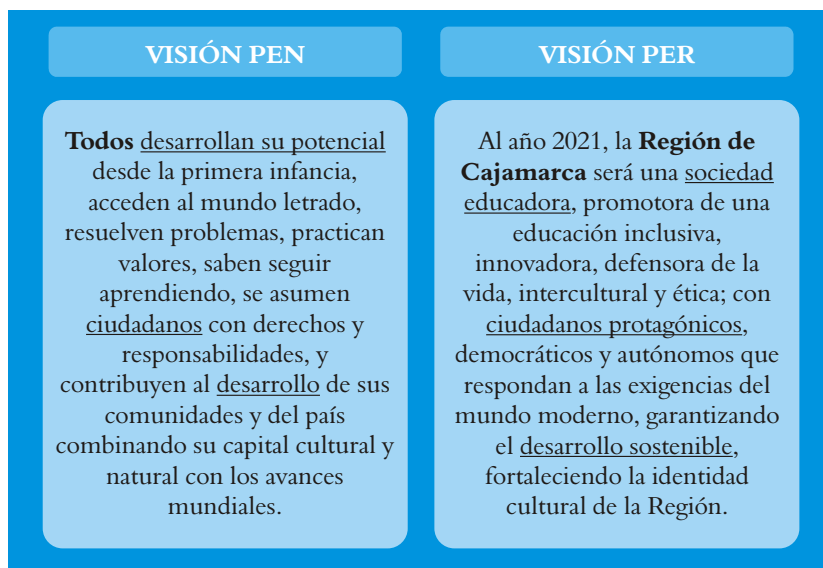 VISIÓN PEN
Todos desarrollan su potencial
desde la primera infancia,
acceden al mundo letrado,
resuelven problemas, practican
valores, saben seguir
aprendiendo, se asumen
ciudadanos con derechos y
responsabilidades, y
contribuyen al desarrollo de sus
comunidades y del país
combinando su capital cultural y
natural con los avances
mundiales.
VISIÓN PER
Al año 2021, la Región de
Cajamarca será una sociedad
educadora, promotora de una
educación inclusiva,
innovadora, defensora de la
vida, intercultural y ética; con
ciudadanos protagónicos,
democráticos y autónomos que
respondan a las exigencias del
mundo moderno, garantizando
el desarrollo sostenible,
fortaleciendo la identidad
cultural de la Región.